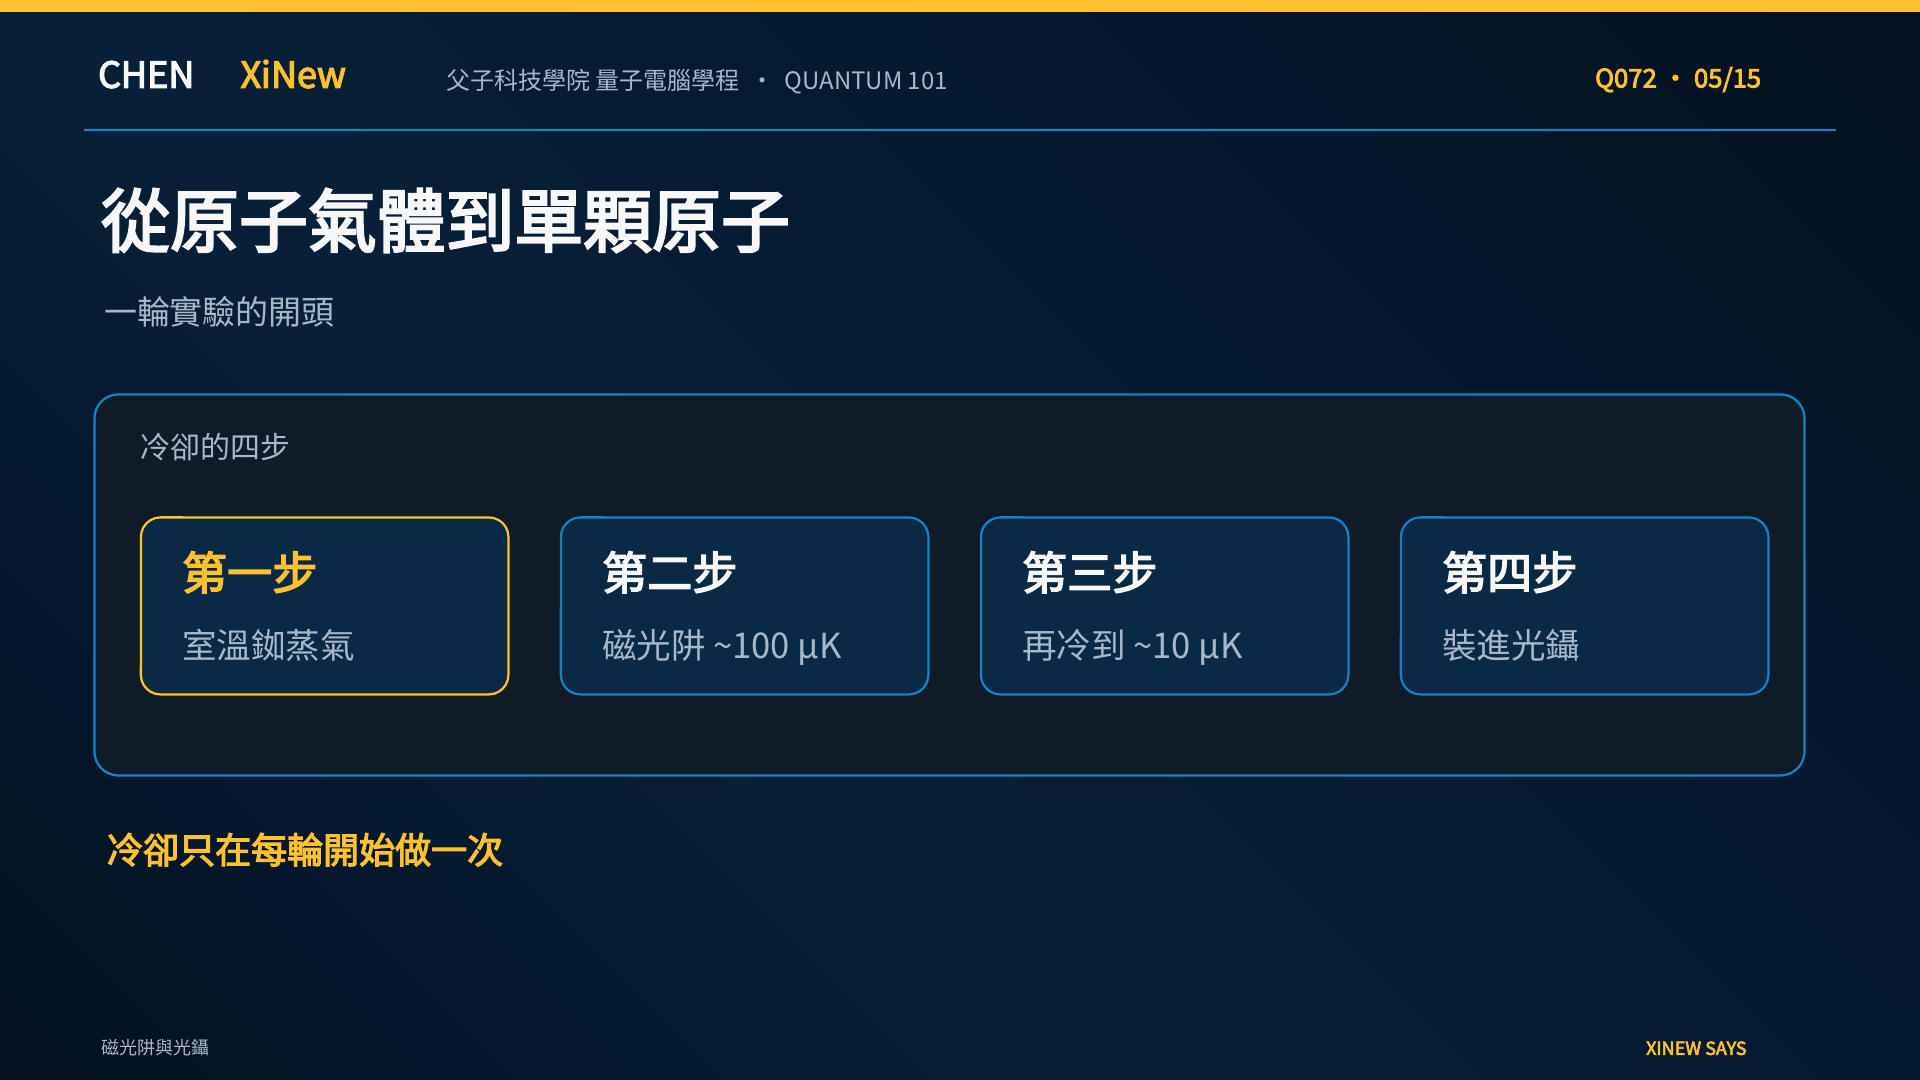 CHEN XiNew 父子科技學院 量子電腦學程 · QUANTUM 101 Q072 · 05/15
從原子氣體到單顆原子
一輪實驗的開頭
冷卻的四步
第一步 第二步 第三步 第四步
室溫銣蒸氣 磁光阱 ~100 μK 再冷到 ~10 μK 裝進光鑷
冷卻只在每輪開始做一次
磁光阱與光鑷 XINEW SAYS